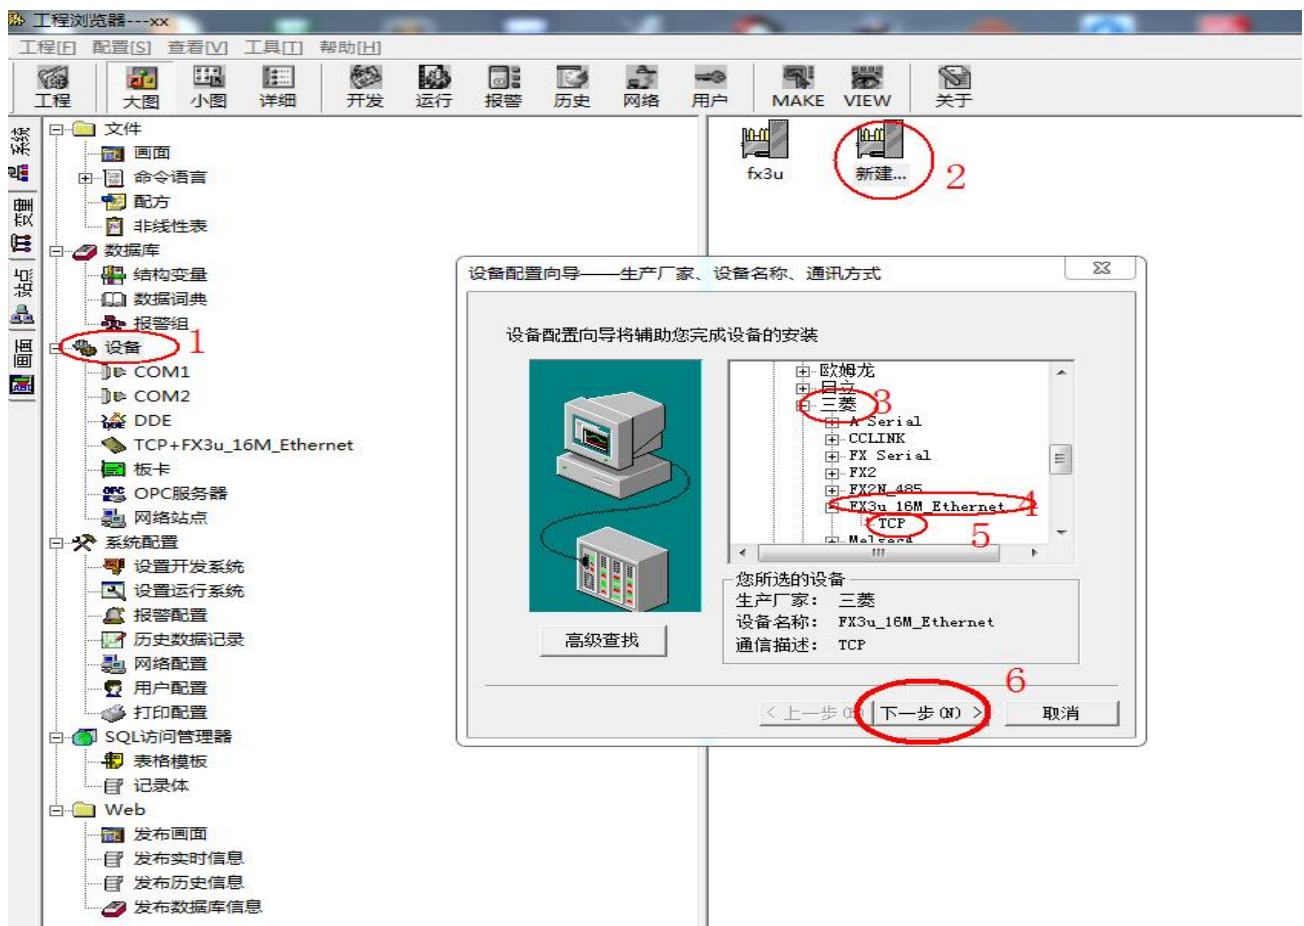 工程浏览器---xx
工程[F] 配置[S] 查看[V] 工具[T] 帮助[H]
工程 大图 小图 详细 开发 运行 报警 历史 网络 用户 MAKE VIEW 关于
系统
变量
站点
画面
文件
画面
命令语言
配方
非线性表
数据库
结构变量
数据词典
报警组
设备 1
COM1
COM2
DDE
TCP+FX3u_16M_Ethernet
板卡
OPC服务器
网络站点
系统配置
设置开发系统
设置运行系统
报警配置
历史数据记录
网络配置
用户配置
打印配置
SQL访问管理器
表格模板
记录体
Web
发布画面
发布实时信息
发布历史信息
发布数据库信息
fx3u 新建... 2
设备配置向导——生产厂家、设备名称、通讯方式
设备配置向导将辅助您完成设备的安装
欧姆龙
日立
三菱 3
A Serial
CCLINK
FX Serial
FX2
FX2N_485
FX3u_16M_Ethernet 4
TCP 5
您所选的设备
生产厂家: 三菱
设备名称: FX3u_16M_Ethernet
通信描述: TCP
高级查找
6
< 上一步 下一步(N) > 取消